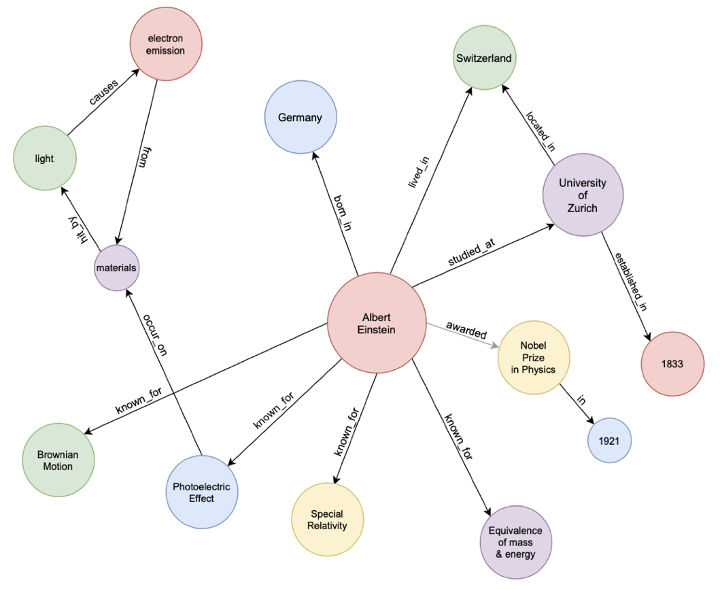 electron
emission
Switzerland
causes
Germany
located_in
from
light
lived_in
University
of
Zurich
born_in
hit_by
studied_at
materials
established_in
Albert
Einstein
awarded
occur_on
Nobel
Prize
in Physics
1833
known_for
known_for
known_for
known_for
in
1921
Brownian
Motion
Photoelectric
Effect
Special
Relativity
Equivalence
of mass
& energy